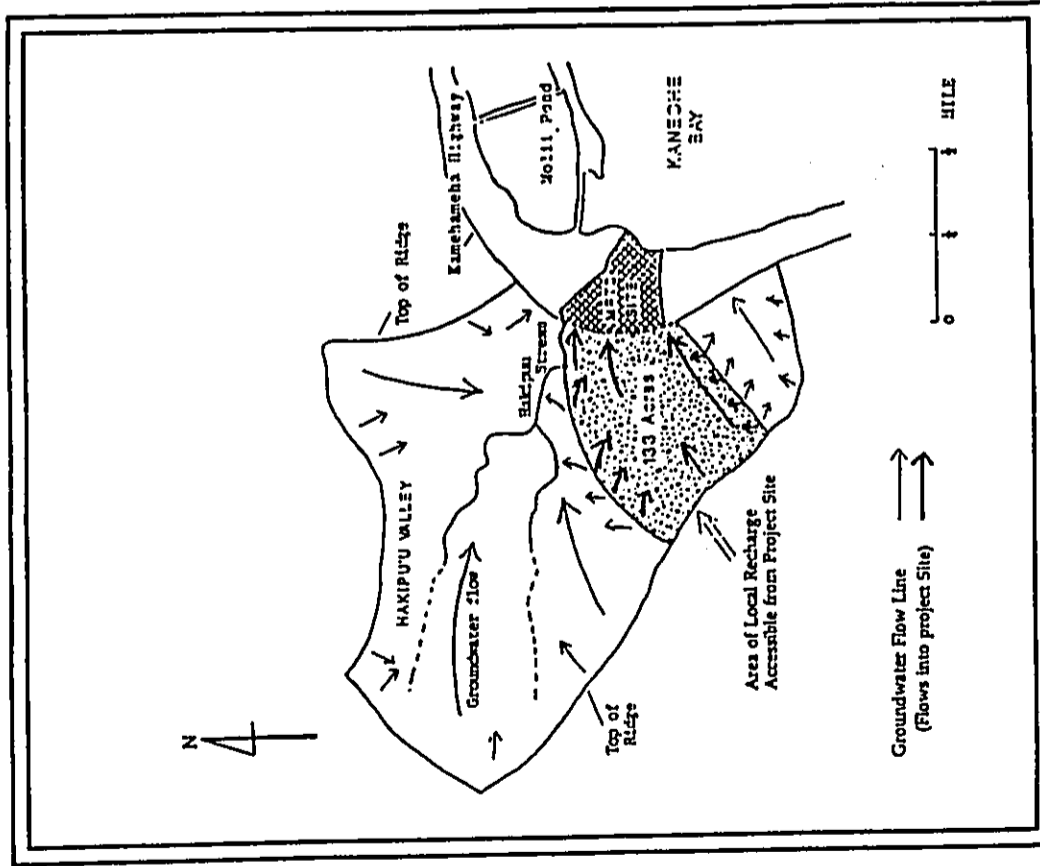 N
Top of Ridge
Kamehameha Highway
Molii Pond
KANEOHE
BAY
HAKIPU'U VALLEY
Hakipuu
Stream
Groundwater flow
SITE
133 Acres
Top of
Ridge
Area of Local Recharge
Accessible from Project Site
Groundwater Flow Line
(Flows into project Site)
0
MILE